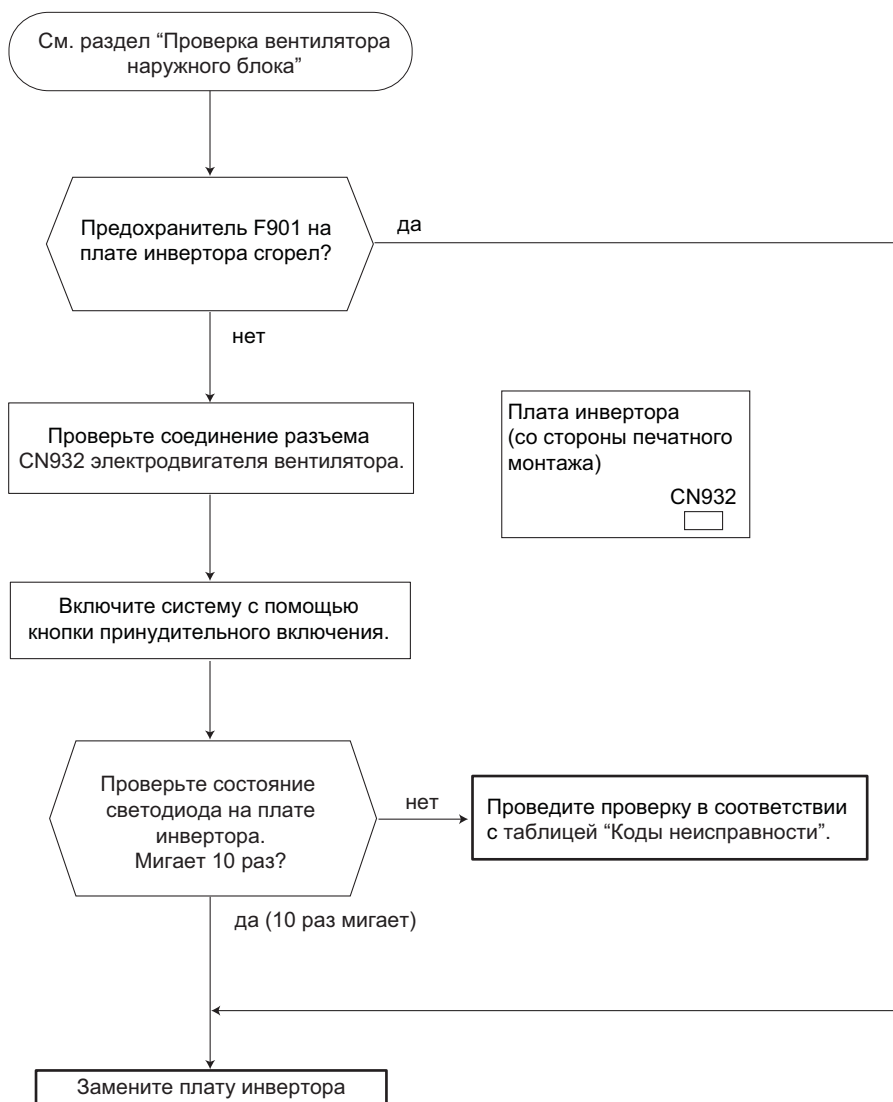 См. раздел “Проверка вентилятора
наружного блока”
Предохранитель F901 на
плате инвертора сгорел?
да
нет
Проверьте соединение разъема
CN932 электродвигателя вентилятора.
Плата инвертора
(со стороны печатного
монтажа)
CN932
Включите систему с помощью
кнопки принудительного включения.
Проверьте состояние
светодиода на плате
инвертора.
Мигает 10 раз?
нет
Проведите проверку в соответствии
с таблицей “Коды неисправности”.
да (10 раз мигает)
Замените плату инвертора